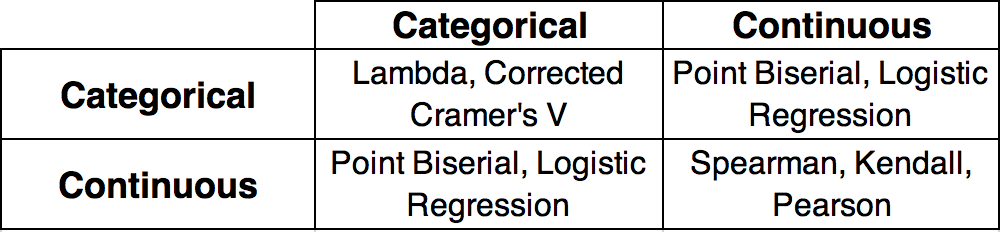 Categorical Continuous
Categorical
Lambda, Corrected
Cramer's V
Point Biserial, Logistic
Regression
Continuous
Point Biserial, Logistic
Regression
Spearman, Kendall,
Pearson